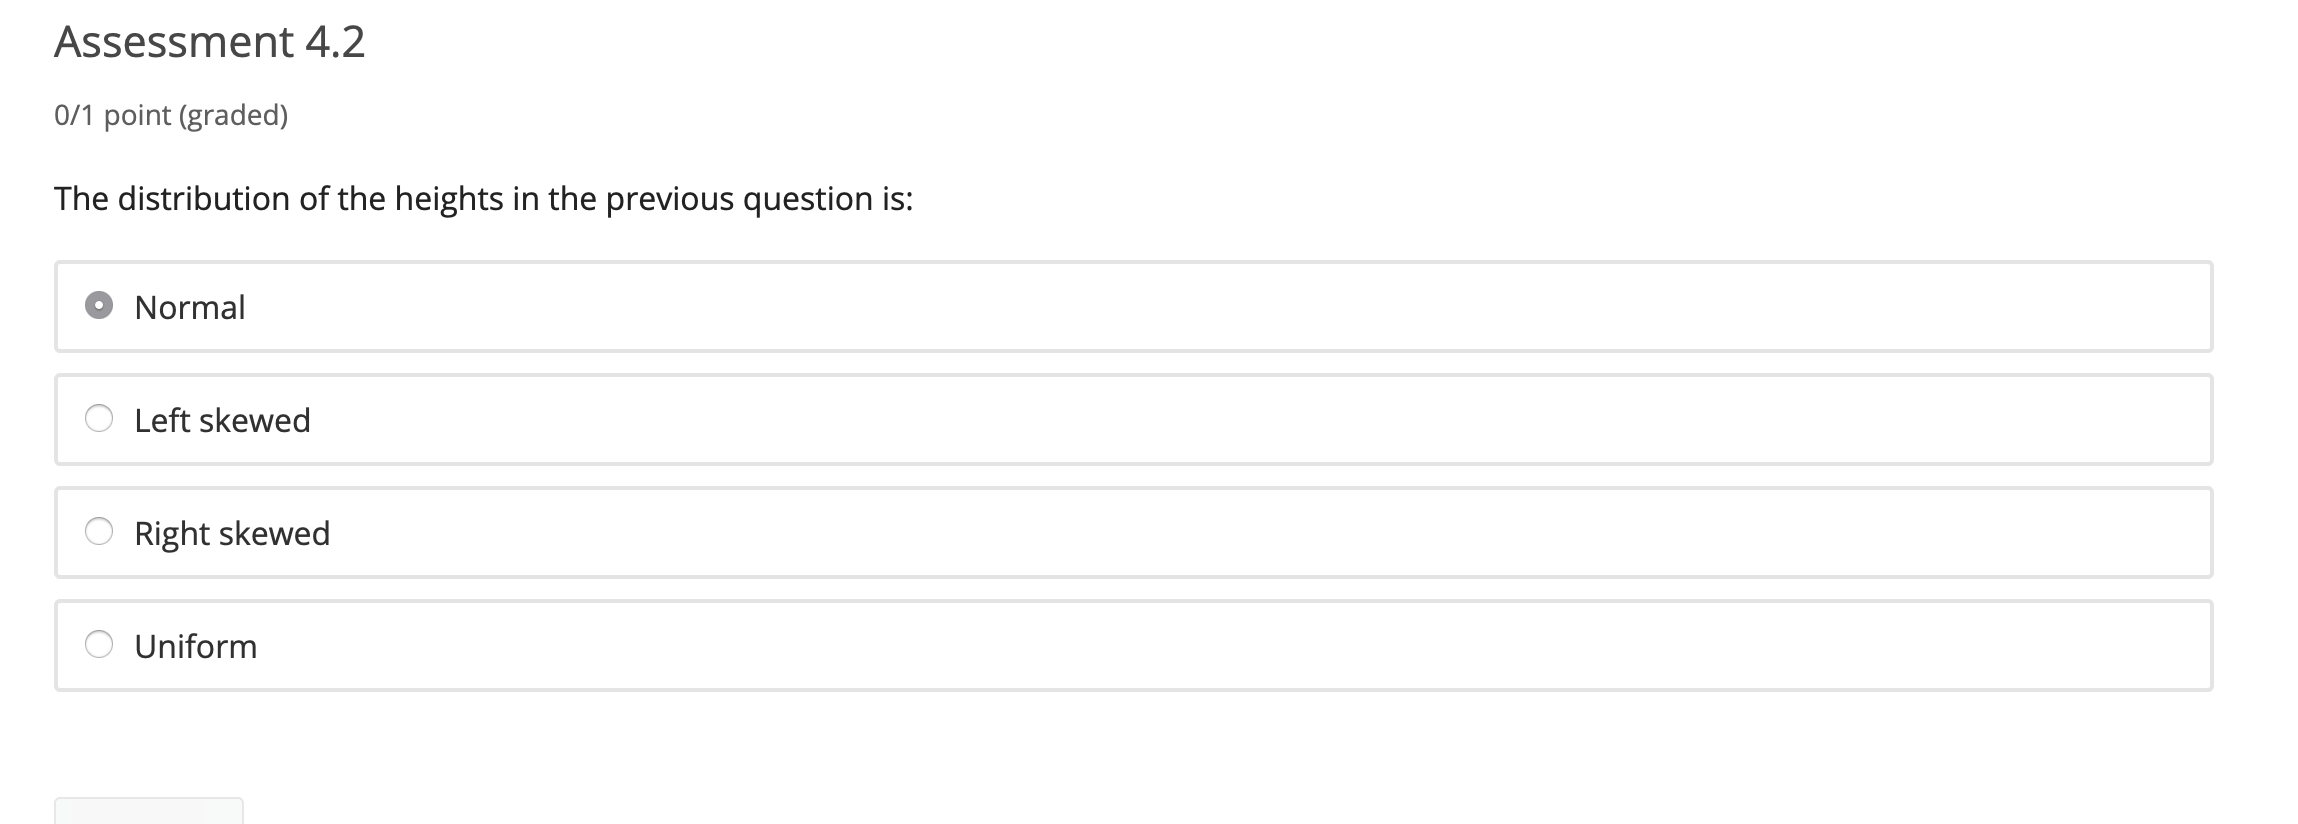 Assessment 4.2
0/1 point (graded)
The distribution of the heights in the previous question is:
Normal
Left skewed
Right skewed
Uniform